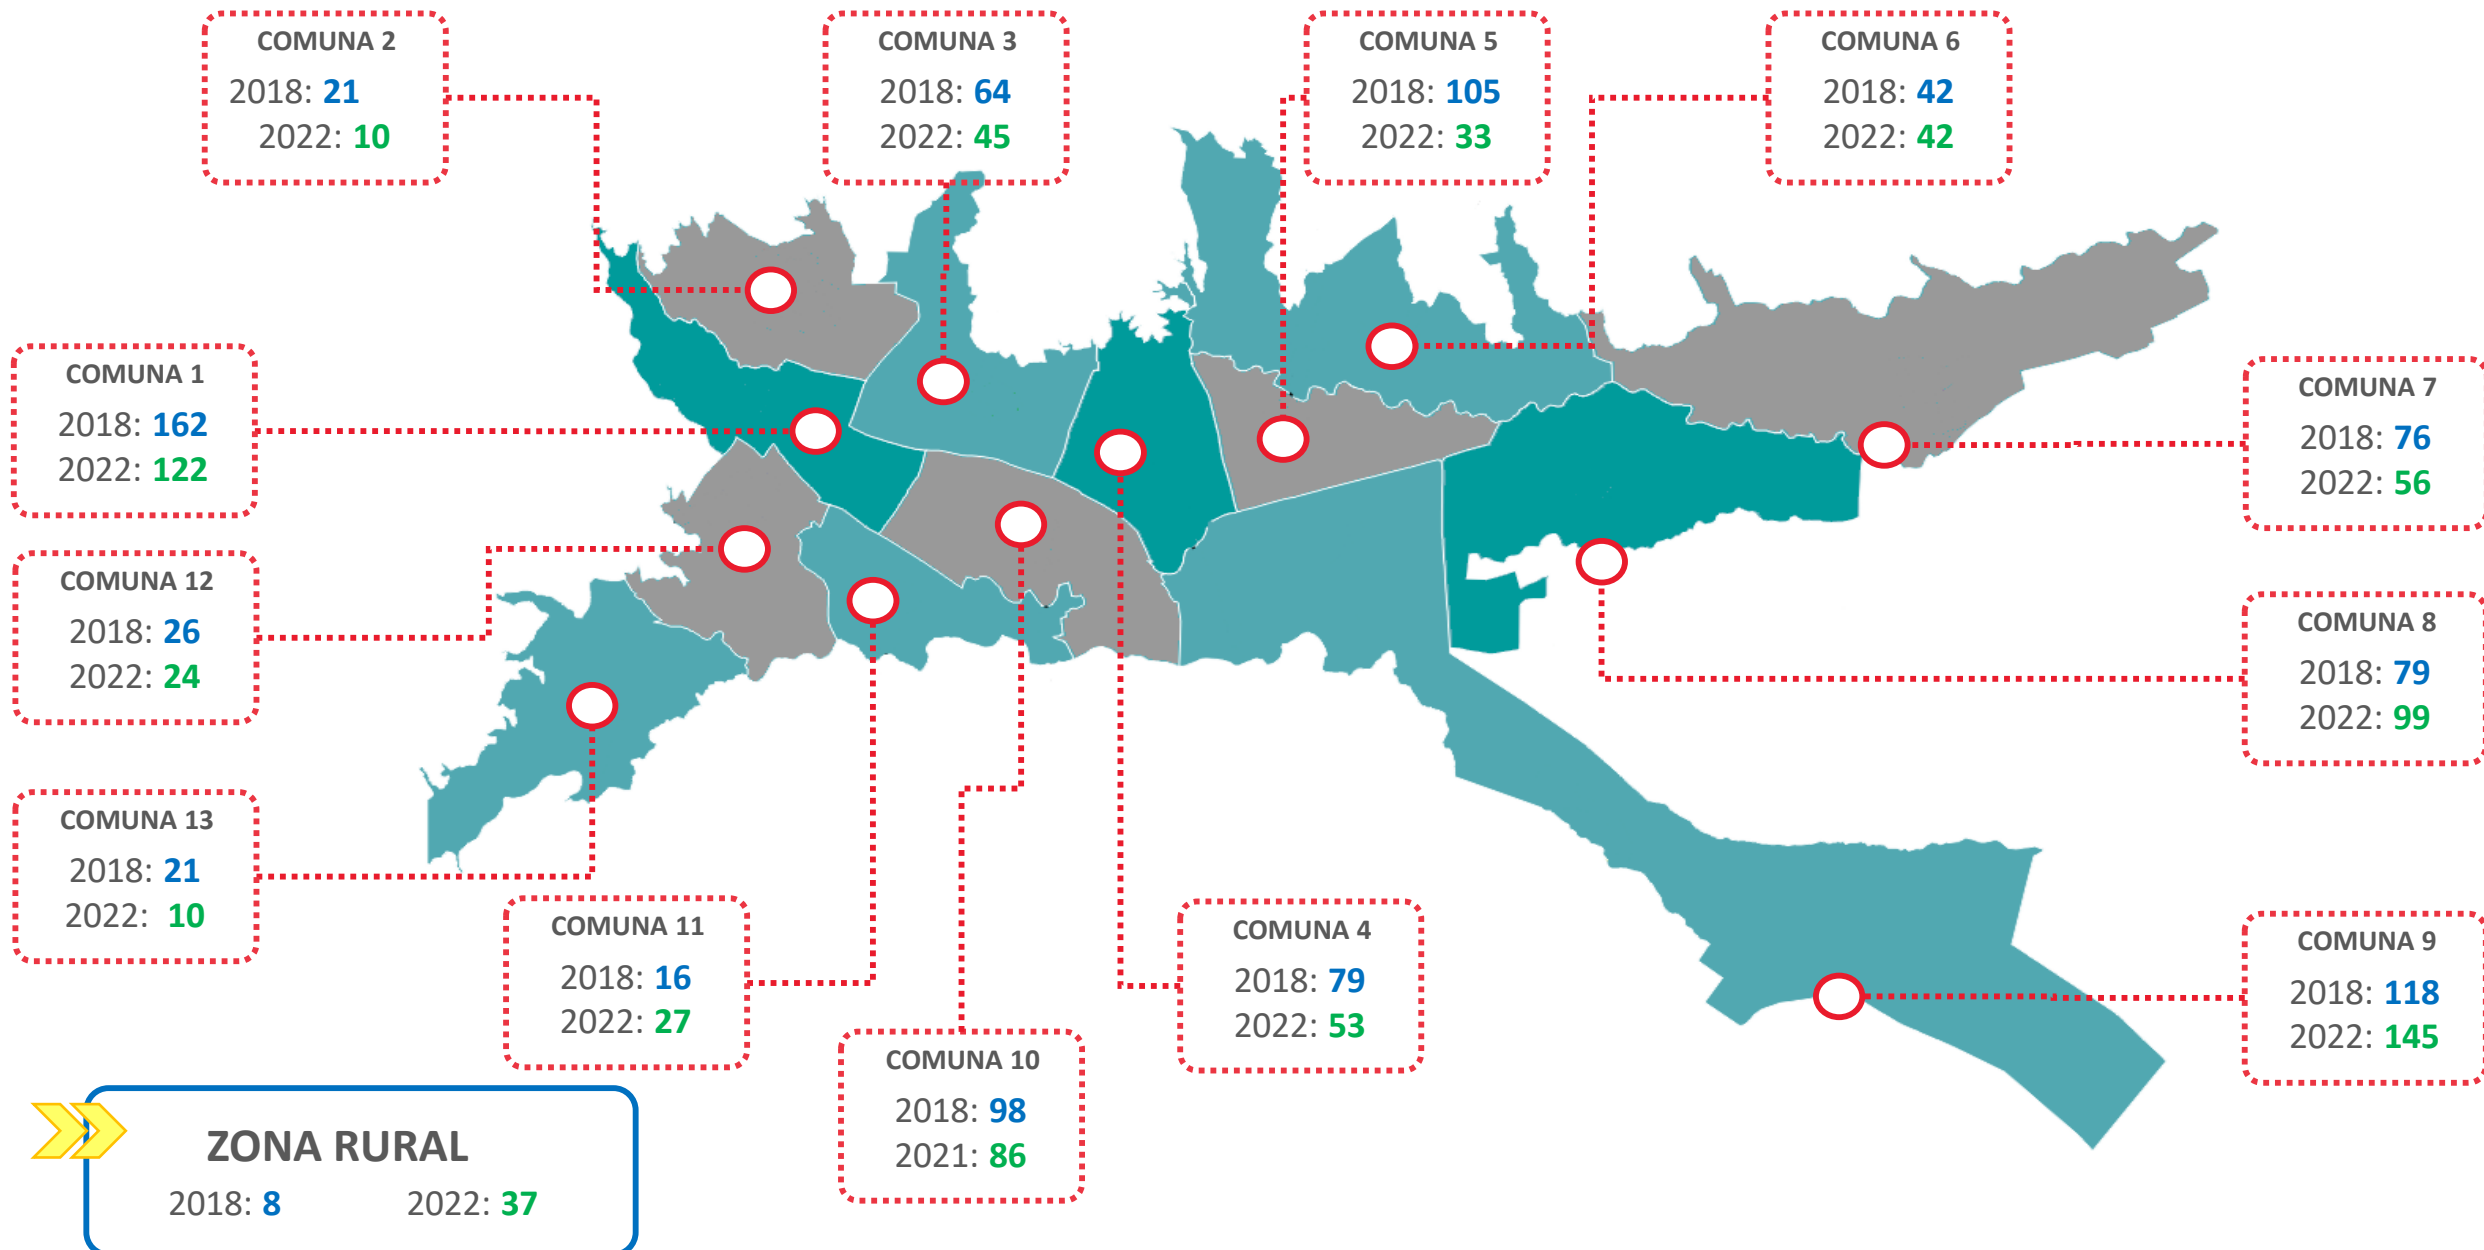 COMUNA 2
2018: 21
2022: 10
COMUNA 3
2018: 64
2022: 45
COMUNA 5
2018: 105
2022: 33
COMUNA 6
2018: 42
2022: 42
COMUNA 1
2018: 162
2022: 122
COMUNA 7
2018: 76
2022: 56
COMUNA 12
2018: 26
2022: 24
COMUNA 8
2018: 79
2022: 99
COMUNA 13
2018: 21
2022: 10
COMUNA 11
2018: 16
2022: 27
COMUNA 4
2018: 79
2022: 53
COMUNA 9
2018: 118
2022: 145
COMUNA 10
2018: 98
2021: 86
ZONA RURAL
2018: 8 2022: 37